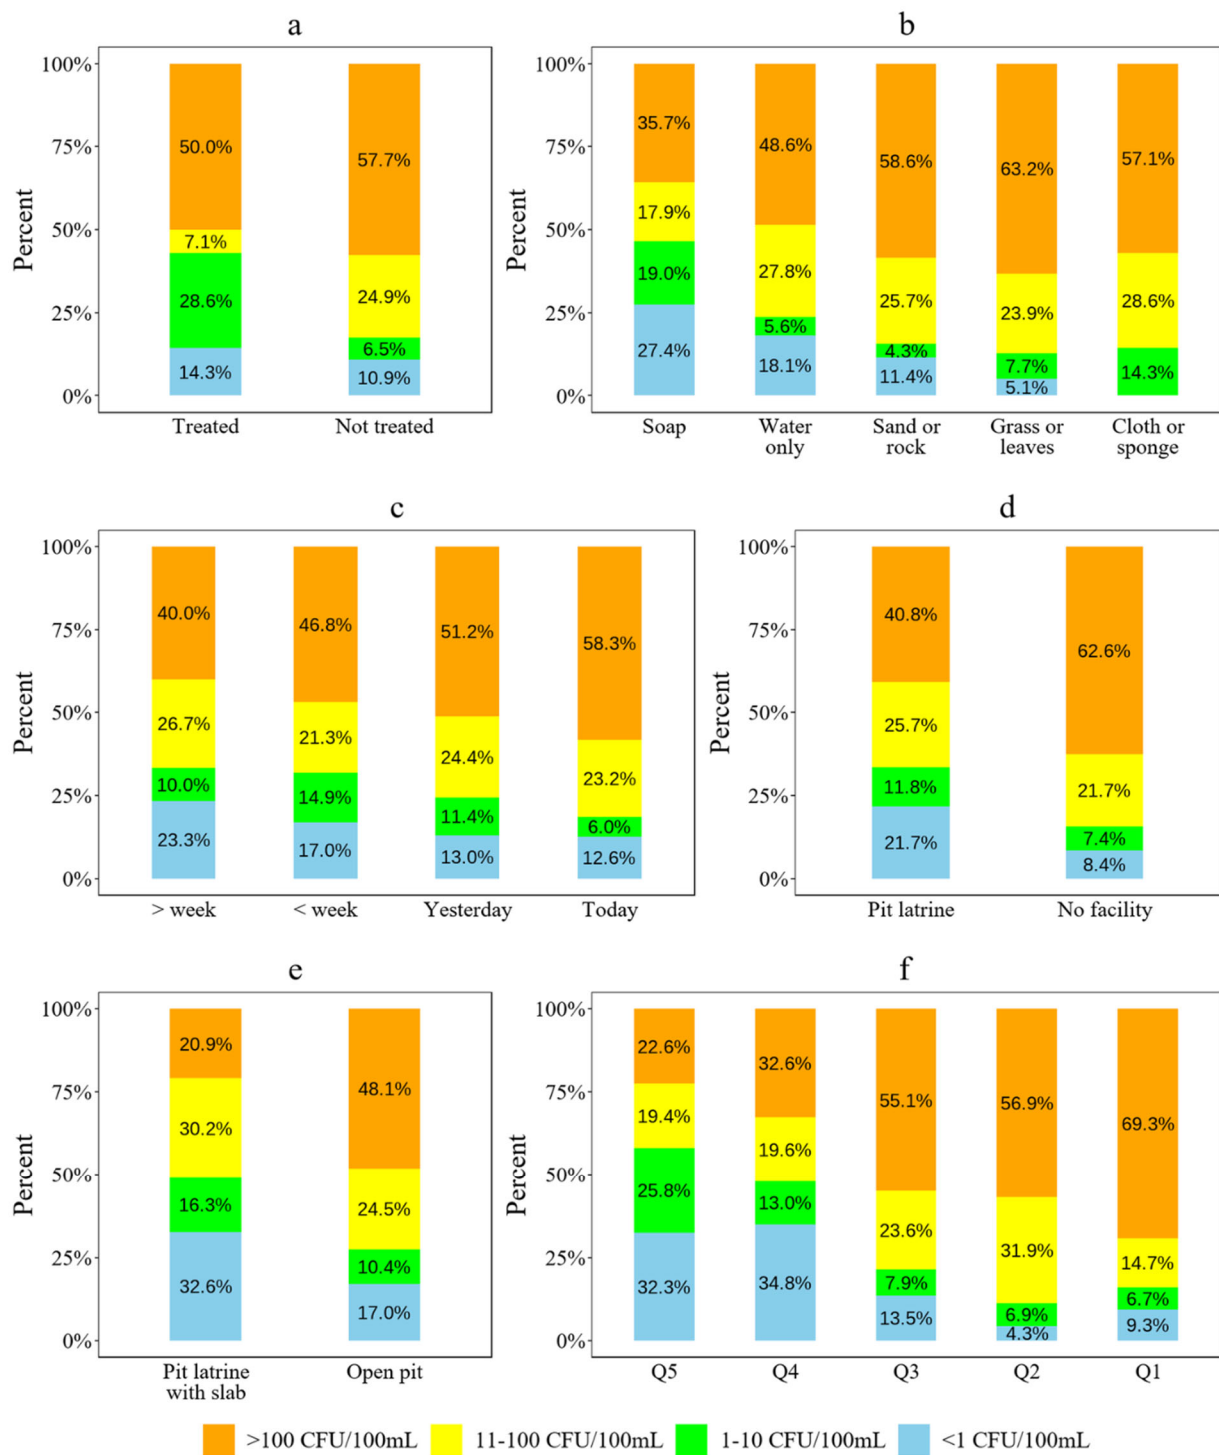 a
100%
75%
50%
25%
0%
Percent
50.0%
7.1%
28.6%
14.3%
57.7%
24.9%
6.5%
10.9%
Treated
Not treated
b
100%
75%
50%
25%
0%
Percent
35.7%
17.9%
19.0%
27.4%
48.6%
27.8%
5.6%
18.1%
58.6%
25.7%
4.3%
11.4%
63.2%
23.9%
7.7%
5.1%
57.1%
28.6%
14.3%
Soap
Water
only
Sand or
rock
Grass or
leaves
Cloth or
sponge
c
100%
75%
50%
25%
0%
Percent
40.0%
26.7%
10.0%
23.3%
46.8%
21.3%
14.9%
17.0%
51.2%
24.4%
11.4%
13.0%
58.3%
23.2%
6.0%
12.6%
> week
< week
Yesterday
Today
d
100%
75%
50%
25%
0%
Percent
40.8%
25.7%
11.8%
21.7%
62.6%
21.7%
7.4%
8.4%
Pit latrine
No facility
e
100%
75%
50%
25%
0%
Percent
20.9%
30.2%
16.3%
32.6%
48.1%
24.5%
10.4%
17.0%
Pit latrine
with slab
Open pit
f
100%
75%
50%
25%
0%
Percent
22.6%
19.4%
25.8%
32.3%
32.6%
19.6%
13.0%
34.8%
55.1%
23.6%
7.9%
13.5%
56.9%
31.9%
6.9%
4.3%
69.3%
14.7%
6.7%
9.3%
Q5
Q4
Q3
Q2
Q1
>100 CFU/100mL
11-100 CFU/100mL
1-10 CFU/100mL
<1 CFU/100mL